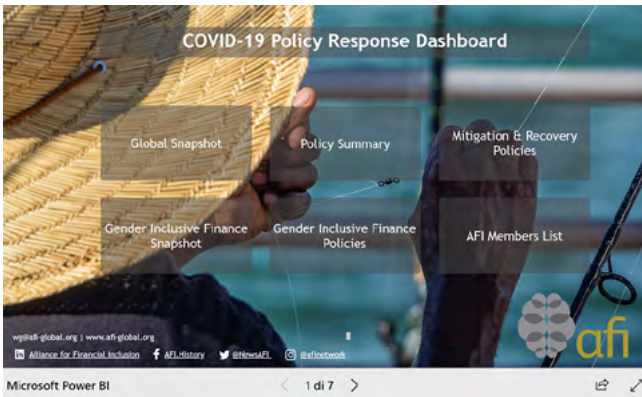 COVID-19 Policy Response Dashboard
Global Snapshot
Policy Summary
Mitigation & Recovery
Policies
Gender Inclusive Finance
Snapshot
Gender Inclusive Finance
Policies
AFI Members List
wg@afi-global.org | www.afi-global.org
Alliance for Financial Inclusion AFI.History @NewsAFI @afinetwork
afi
Microsoft Power BI
1 di 7